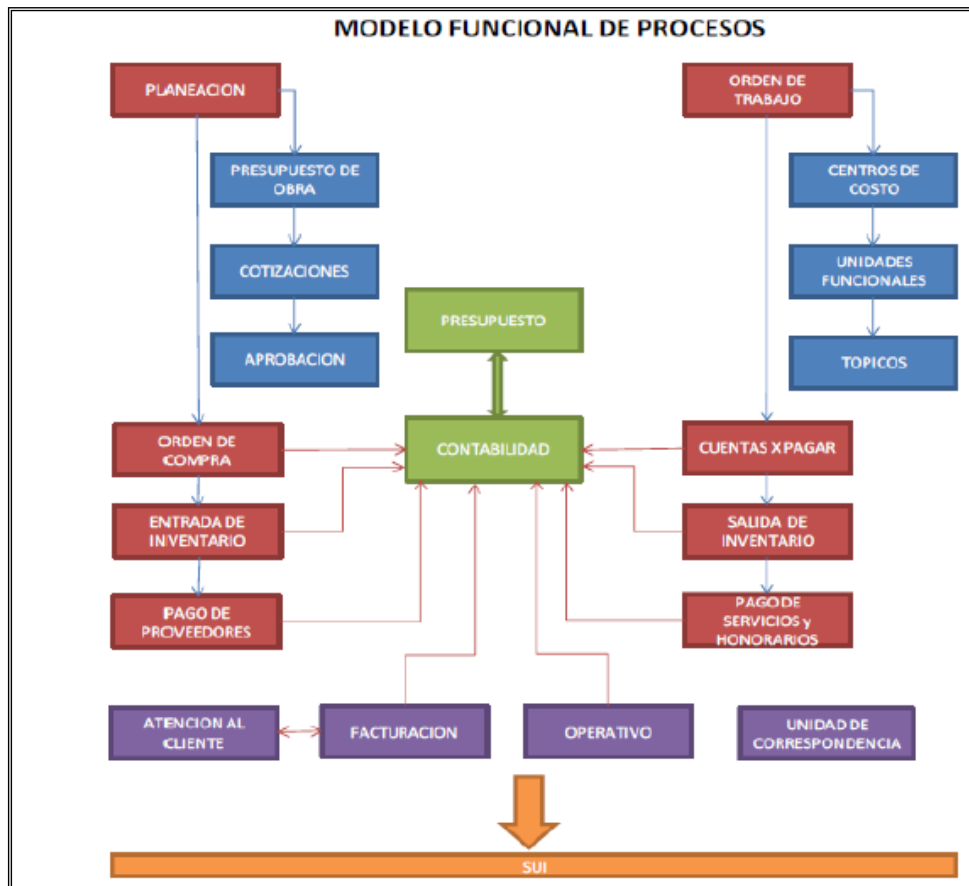 MODELO FUNCIONAL DE PROCESOS
PLANEACION
ORDEN DE
TRABAJO
PRESUPUESTO DE
OBRA
CENTROS DE
COSTO
COTIZACIONES
UNIDADES
FUNCIONALES
PRESUPUESTO
APROBACION
TOPICOS
ORDEN DE
COMPRA
CONTABILIDAD
CUENTAS X PAGAR
ENTRADA DE
INVENTARIO
SALIDA DE
INVENTARIO
PAGO DE
PROVEEDORES
PAGO DE
SERVICIOS y
HONORARIOS
ATENCION AL
CLIENTE
FACTURACION
OPERATIVO
UNIDAD DE
CORRESPONDENCIA
SUI